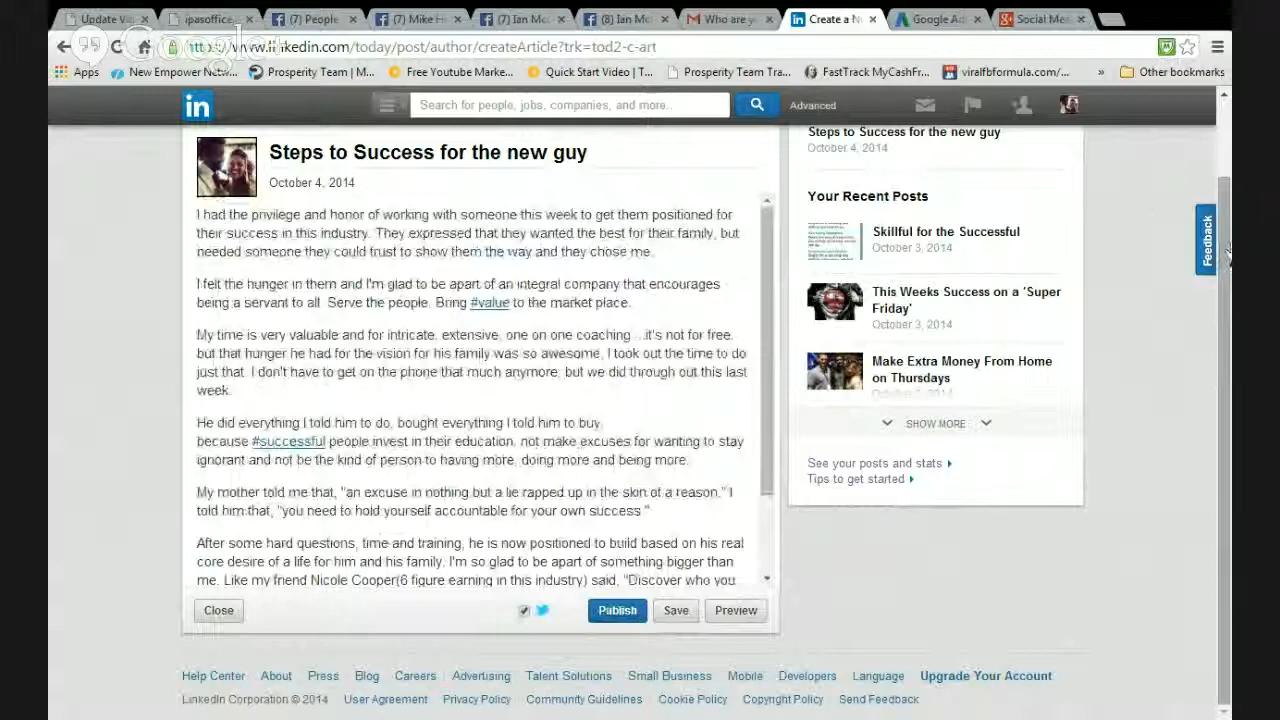 Update Vi
ipasoffice.
(7) People
(7) Mike H
(7) Ian Mc
(8) Ian Mc
Who are y
Create a N
Google Ad
Social Me
https://www.linkedin.com/today/post/author/createArticle?trk=tod2-c-art
Google
Apps
New Empower Netw...
Prosperity Team | M...
Free Youtube Marke...
Quick Start Video | T...
Prosperity Team Tra...
FastTrack MyCashFr...
viralfbformula.com/...
»
Other bookmarks
in
Search for people, jobs, companies, and more...
Advanced
Steps to Success for the new guy
October 4, 2014
I had the privilege and honor of working with someone this week to get them positioned for
their success in this industry. They expressed that they wanted the best for their family, but
needed someone they could trust to show them the way and they chose me.
I felt the hunger in them and I'm glad to be apart of an integral company that encourages
being a servant to all. Serve the people. Bring #value to the market place.
My time is very valuable and for intricate, extensive, one on one coaching ...it's not for free.
but that hunger he had for the vision for his family was so awesome, I took out the time to do
just that. I don't have to get on the phone that much anymore, but we did through out this last
week.
He did everything I told him to do, bought everything I told him to buy
because #successful people invest in their education, not make excuses for wanting to stay
ignorant and not be the kind of person to having more, doing more and being more.
My mother told me that, "an excuse in nothing but a lie rapped up in the skin of a reason." I
told him that, "you need to hold yourself accountable for your own success."
After some hard questions, time and training, he is now positioned to build based on his real
core desire of a life for him and his family. I'm so glad to be apart of something bigger than
me. Like my friend Nicole Cooper(6 figure earning in this industry) said, "Discover who you
Close
Publish
Save
Preview
Steps to Success for the new guy
October 4, 2014
Your Recent Posts
Skillful for the Successful
October 3, 2014
This Weeks Success on a 'Super
Friday'
October 3, 2014
Make Extra Money From Home
on Thursdays
October 2, 2014
SHOW MORE
See your posts and stats
Tips to get started
Feedback
Help Center
About
Press
Blog
Careers
Advertising
Talent Solutions
Small Business
Mobile
Developers
Language
Upgrade Your Account
LinkedIn Corporation © 2014
User Agreement
Privacy Policy
Community Guidelines
Cookie Policy
Copyright Policy
Send Feedback